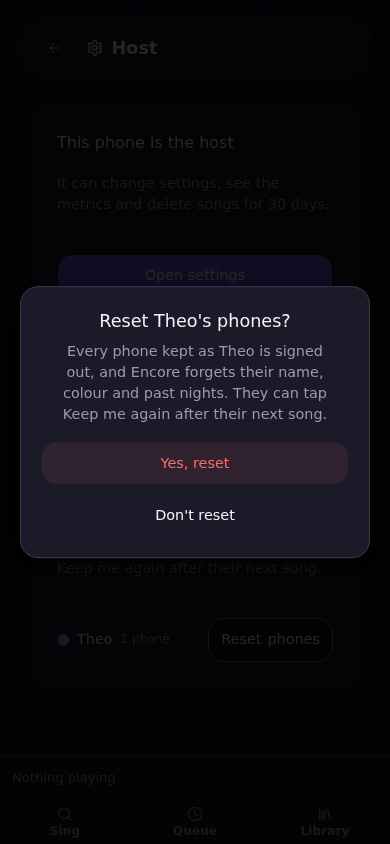 Host
This phone is the host
It can change settings, see the
metrics and delete songs for 30 days.
Open settings
Reset Theo's phones?
Every phone kept as Theo is signed
out, and Encore forgets their name,
colour and past nights. They can tap
Keep me again after their next song.
Yes, reset
Don't reset
Keep me again after their next song.
Theo 1 phone
Reset phones
Nothing playing
Sing
Queue
Library